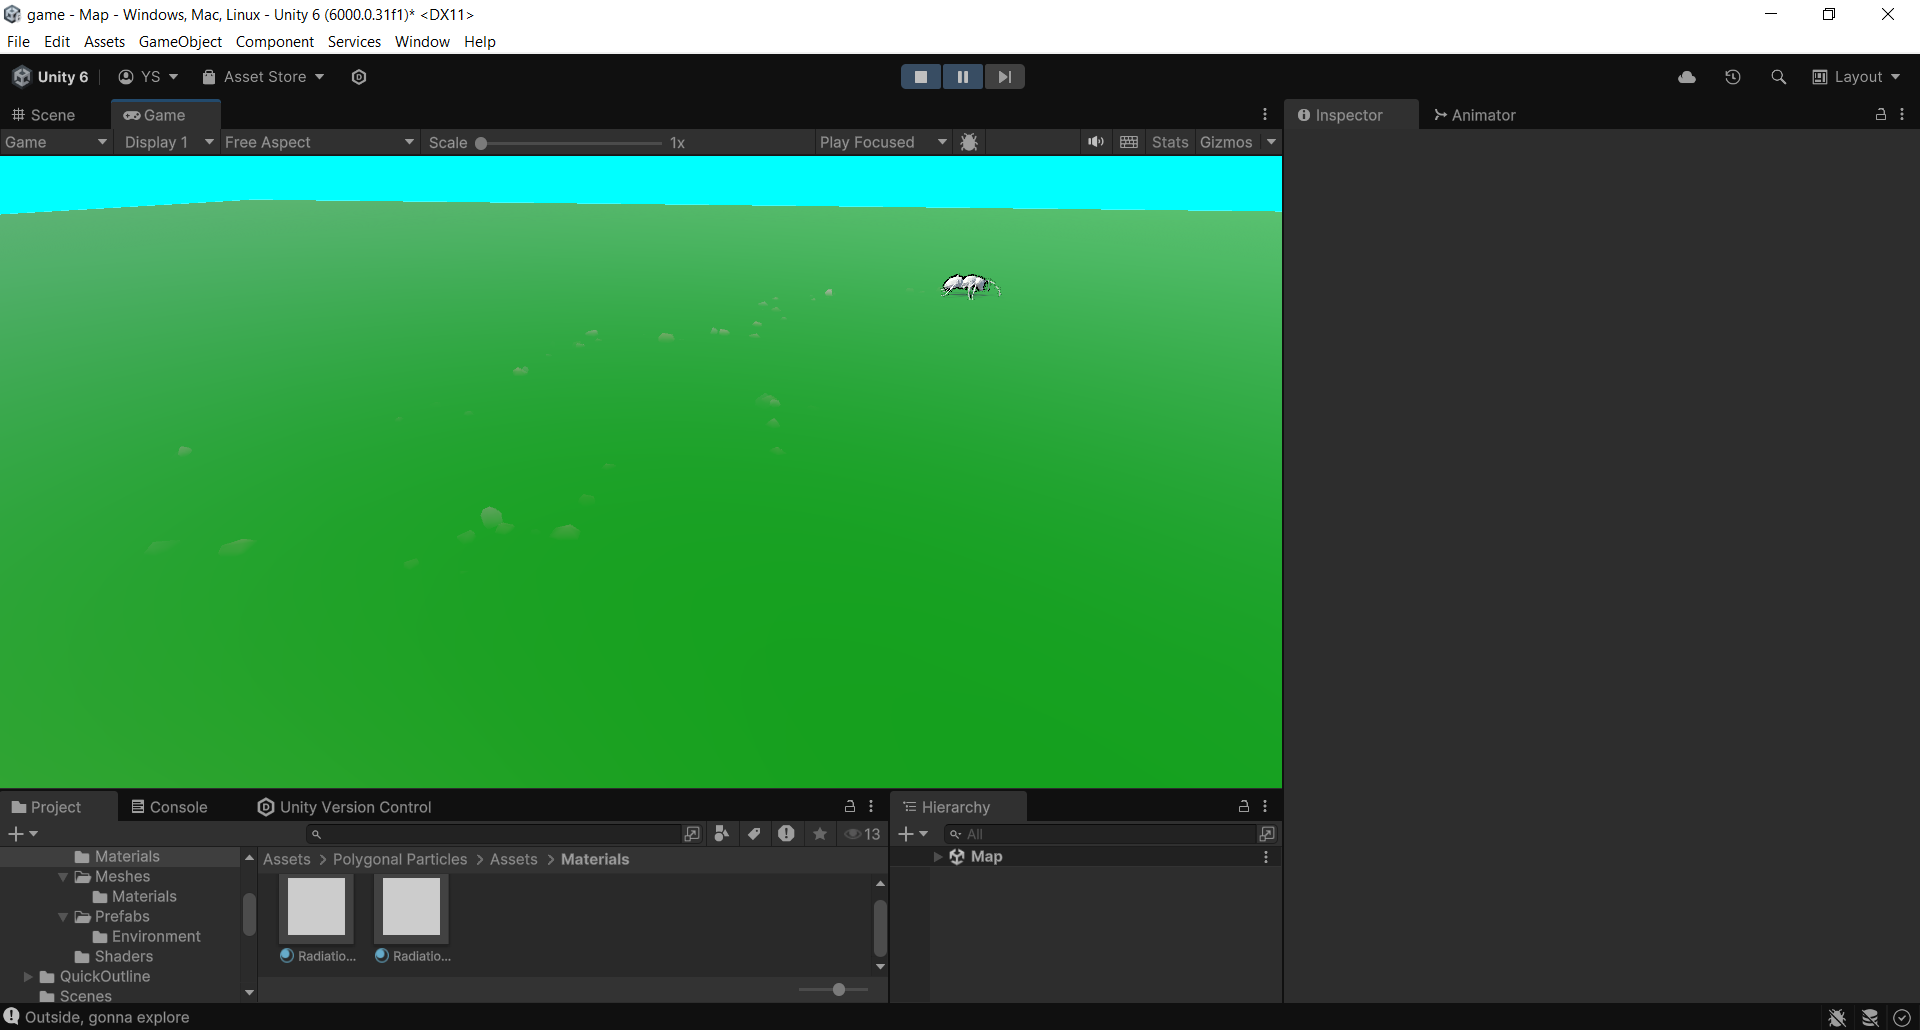 game - Map - Windows, Mac, Linux - Unity 6 (6000.0.31f1)* <DX11>
File Edit Assets GameObject Component Services Window Help
Unity 6 YS Asset Store Layout
Scene Game Inspector Animator
Game Display 1 Free Aspect Scale 1x Play Focused Stats Gizmos
Project Console Unity Version Control Hierarchy
13 All
Materials Assets > Polygonal Particles > Assets > Materials Map
Meshes
Materials
Prefabs
Environment
Shaders Radiatio... Radiatio...
QuickOutline
Scenes
Outside, gonna explore